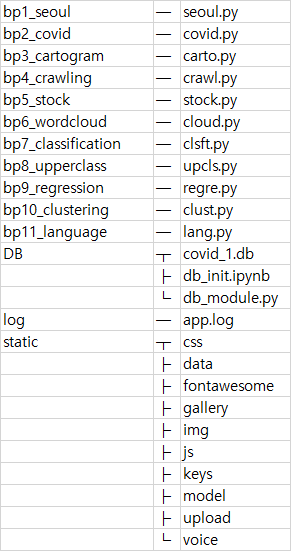 bp1_seoul ─ seoul.py
bp2_covid ─ covid.py
bp3_cartogram ─ carto.py
bp4_crawling ─ crawl.py
bp5_stock ─ stock.py
bp6_wordcloud ─ cloud.py
bp7_classification ─ clsft.py
bp8_upperclass ─ upcls.py
bp9_regression ─ regre.py
bp10_clustering ─ clust.py
bp11_language ─ lang.py
DB ┬ covid_1.db
├ db_init.ipynb
└ db_module.py
log ─ app.log
static ┬ css
├ data
├ fontawesome
├ gallery
├ img
├ js
├ keys
├ model
├ upload
└ voice